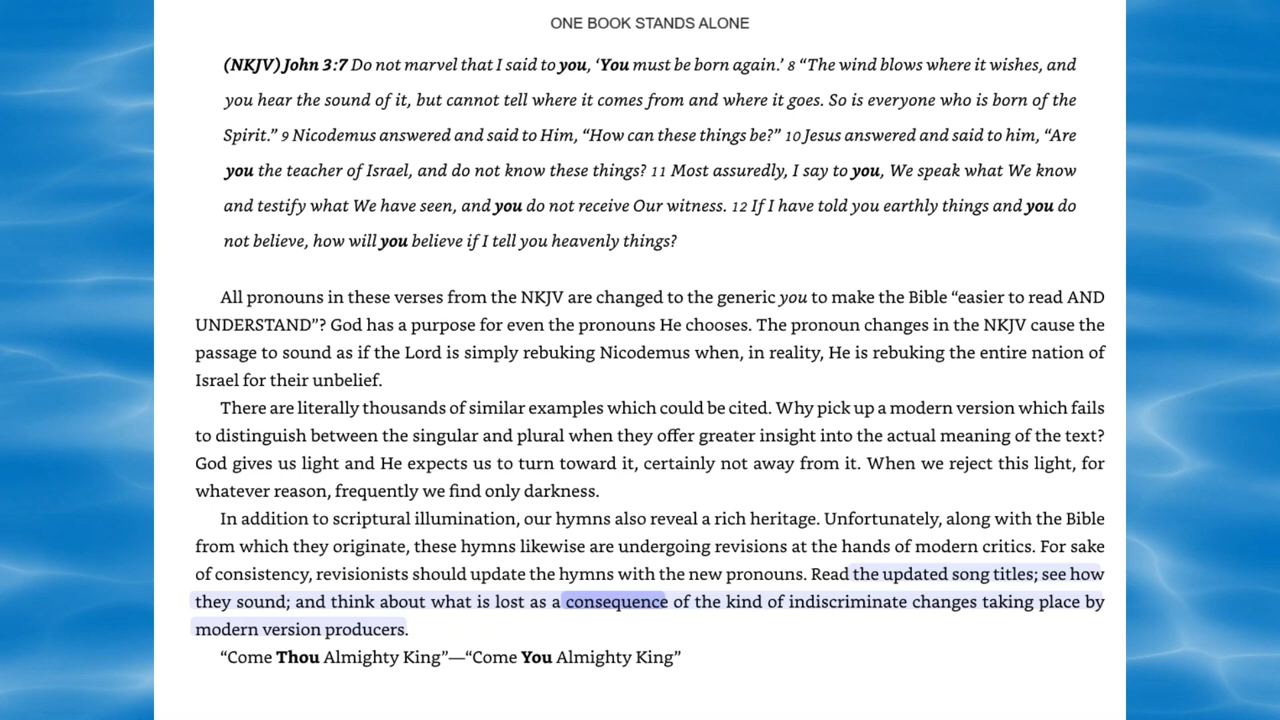 ONE BOOK STANDS ALONE
(NKJV) John 3:7 Do not marvel that I said to you, ‘You must be born again.’ 8 “The wind blows where it wishes, and
you hear the sound of it, but cannot tell where it comes from and where it goes. So is everyone who is born of the
Spirit.” 9 Nicodemus answered and said to Him, “How can these things be?” 10 Jesus answered and said to him, “Are
you the teacher of Israel, and do not know these things? 11 Most assuredly, I say to you, We speak what We know
and testify what We have seen, and you do not receive Our witness. 12 If I have told you earthly things and you do
not believe, how will you believe if I tell you heavenly things?
All pronouns in these verses from the NKJV are changed to the generic you to make the Bible “easier to read AND
UNDERSTAND”? God has a purpose for even the pronouns He chooses. The pronoun changes in the NKJV cause the
passage to sound as if the Lord is simply rebuking Nicodemus when, in reality, He is rebuking the entire nation of
Israel for their unbelief.
There are literally thousands of similar examples which could be cited. Why pick up a modern version which fails
to distinguish between the singular and plural when they offer greater insight into the actual meaning of the text?
God gives us light and He expects us to turn toward it, certainly not away from it. When we reject this light, for
whatever reason, frequently we find only darkness.
In addition to scriptural illumination, our hymns also reveal a rich heritage. Unfortunately, along with the Bible
from which they originate, these hymns likewise are undergoing revisions at the hands of modern critics. For sake
of consistency, revisionists should update the hymns with the new pronouns. Read the updated song titles; see how
they sound; and think about what is lost as a consequence of the kind of indiscriminate changes taking place by
modern version producers.
“Come Thou Almighty King”—“Come You Almighty King”